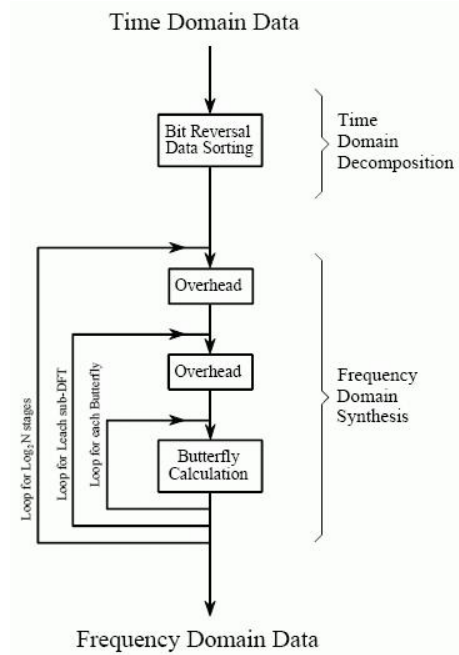 Time Domain Data
Bit Reversal
Data Sorting
Time
Domain
Decomposition
Overhead
Overhead
Butterfly
Calculation
Loop for Log₂N stages
Loop for Leach sub-DFT
Loop for each Butterfly
Frequency
Domain
Synthesis
Frequency Domain Data